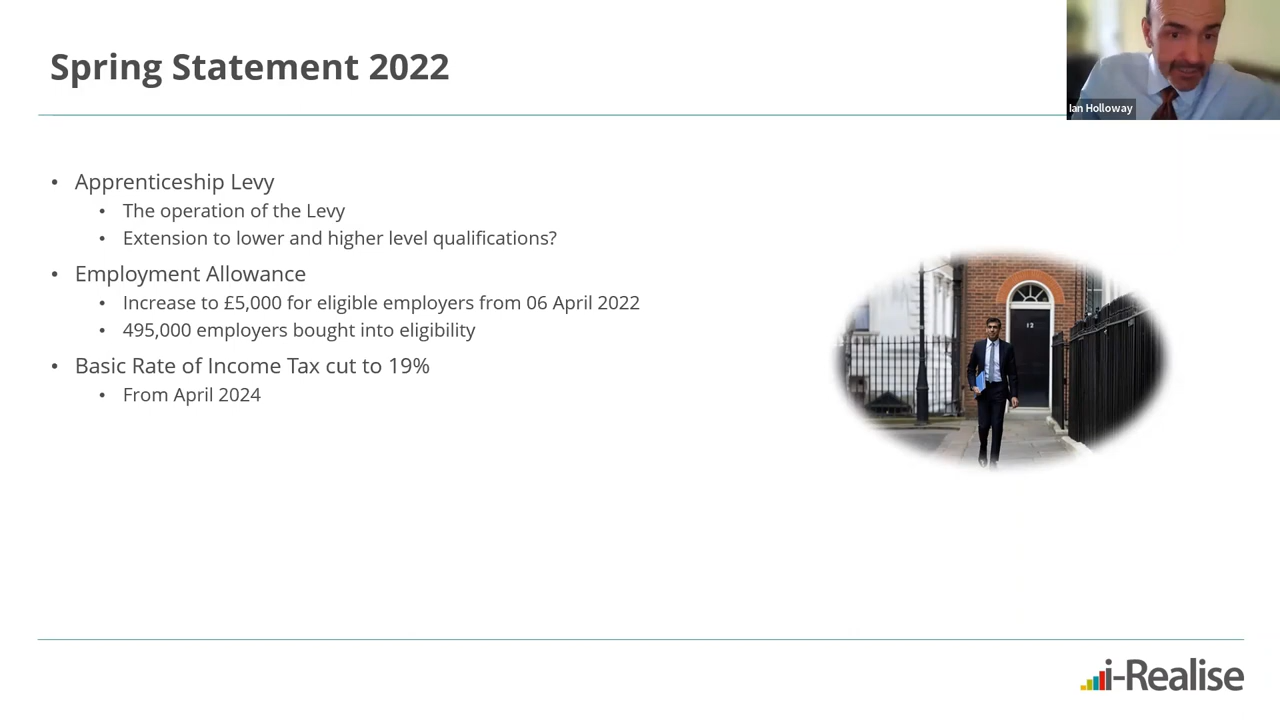 Spring Statement 2022
Ian Holloway
• Apprenticeship Levy
• The operation of the Levy
• Extension to lower and higher level qualifications?
• Employment Allowance
• Increase to £5,000 for eligible employers from 06 April 2022
• 495,000 employers bought into eligibility
• Basic Rate of Income Tax cut to 19%
• From April 2024
12
i-Realise